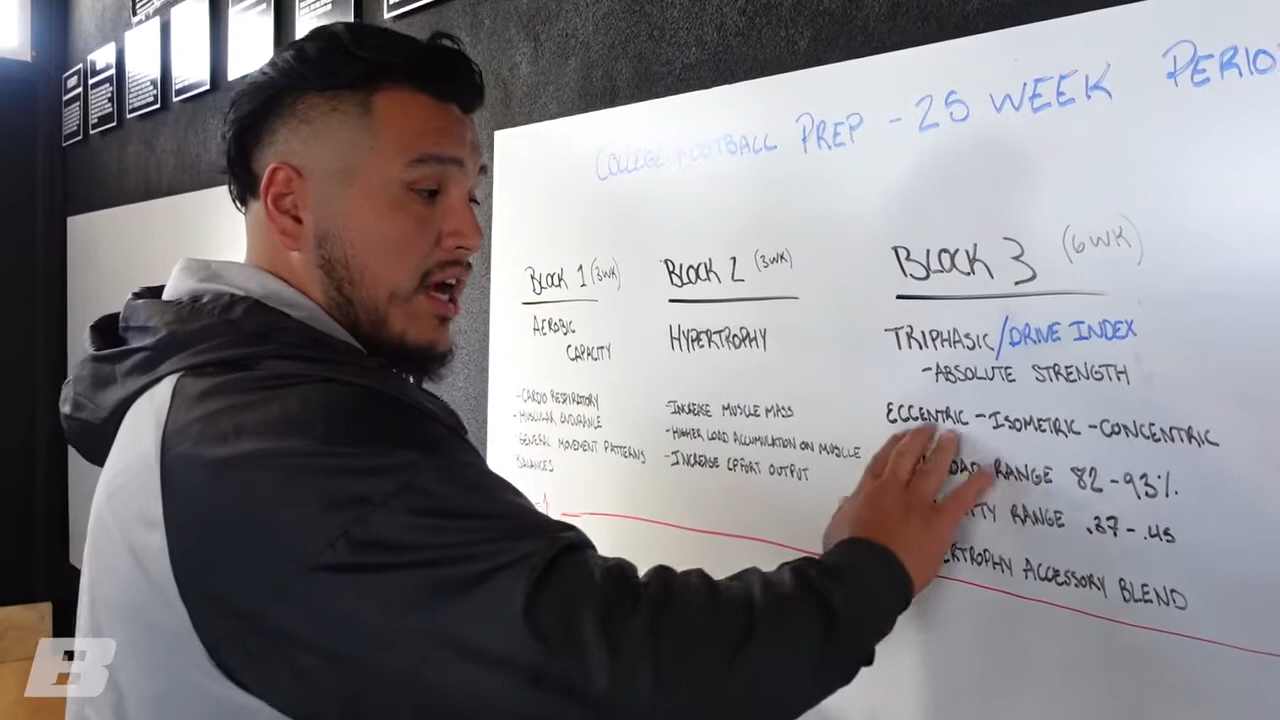 COLLEGE FOOTBALL PREP - 25 WEEK PERIO
BLOCK 1 (3WK)
AEROBIC
CAPACITY
-CARDIO RESPIRATORY
-MUSCULAR ENDURANCE
-GENERAL MOVEMENT PATTERNS
BALANCES
BLOCK 2 (3WK)
HYPERTROPHY
-INCREASE MUSCLE MASS
-HIGHER LOAD ACCUMULATION ON MUSCLE
-INCREASE EFFORT OUTPUT
BLOCK 3 (6WK)
TRIPHASIC/DRIVE INDEX
-ABSOLUTE STRENGTH
ECCENTRIC-ISOMETRIC-CONCENTRIC
RANGE 82-93%
RANGE .37-.45
ERTROPHY ACCESSORY BLEND
B